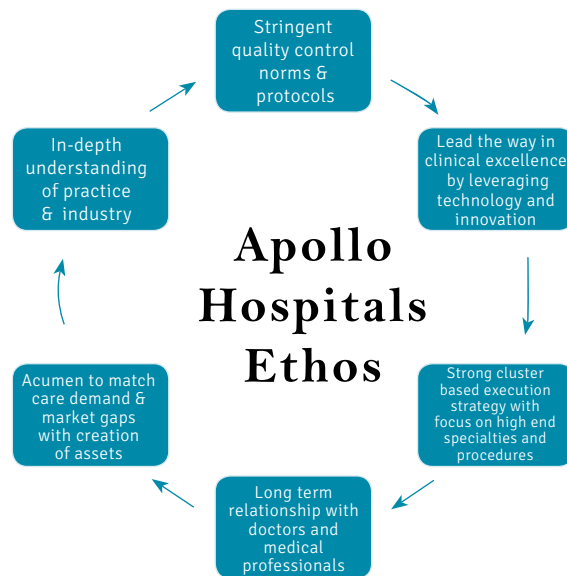 Stringent
quality control
norms &
protocols
Lead the way in
clinical excellence
by leveraging
technology and
innovation
Strong cluster
based execution
strategy with
focus on high end
specialties and
procedures
Long term
relationship with
doctors and
medical
professionals
Acumen to match
care demand &
market gaps
with creation
of assets
In-depth
understanding
of practice
& industry
Apollo
Hospitals
Ethos